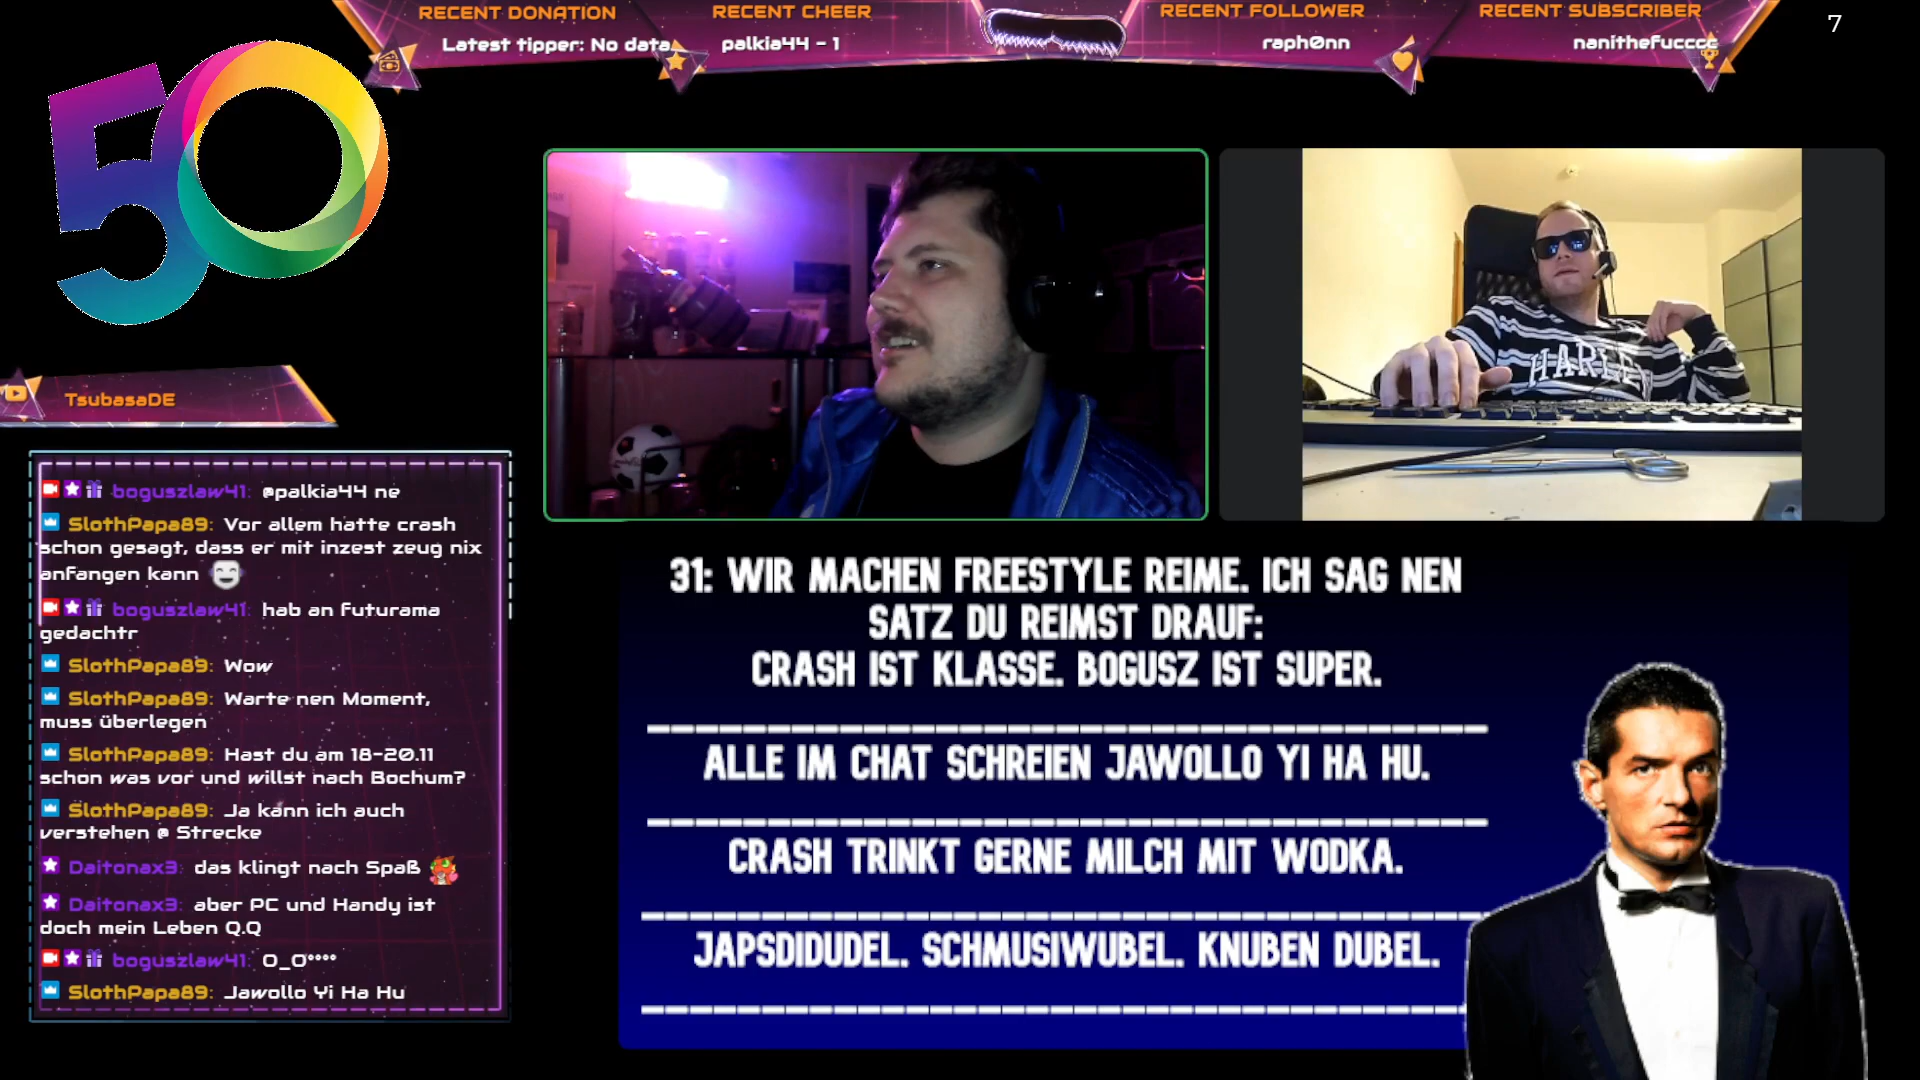 RECENT DONATION
Latest tipper: No data
RECENT CHEER
palkia44 - 1
RECENT FOLLOWER
raph0nn
RECENT SUBSCRIBER
nanithefucccc
7
50
TsubasaDE
boguszlaw41: @palkia44 ne
SlothPapa89: Vor allem hatte crash
schon gesagt, dass er mit inzest zeug nix
anfangen kann
boguszlaw41: hab an Futurama
gedachtr
SlothPapa89: Wow
SlothPapa89: Warte nen Moment,
muss überlegen
SlothPapa89: Hast du am 18-20.11
schon was vor und willst nach Bochum?
SlothPapa89: Ja kann ich auch
verstehen @ Strecke
Daitonax3: das klingt nach Spaß
Daitonax3: aber PC und Handy ist
doch mein Leben Q.Q
boguszlaw41: O_O°°°°
SlothPapa89: Jawollo Yi Ha Hu
HARLE
31: WIR MACHEN FREESTYLE REIME. ICH SAG NEN
SATZ DU REIMST DRAUF:
CRASH IST KLASSE. BOGUSZ IST SUPER.
ALLE IM CHAT SCHREIEN JAWOLLO YI HA HU.
CRASH TRINKT GERNE MILCH MIT WODKA.
JAPSDIDUDEL. SCHMUSIWUBEL. KNUBEN DUBEL.